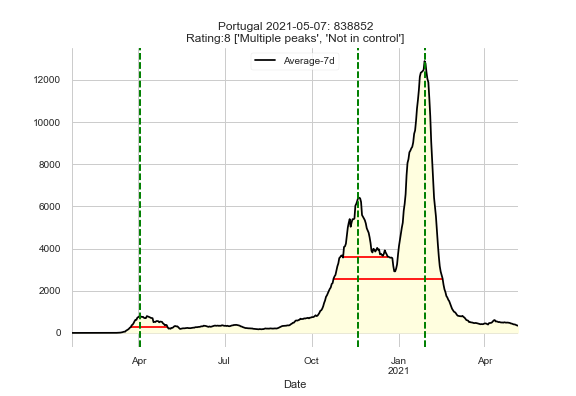 Portugal 2021-05-07: 838852
Rating:8 ['Multiple peaks', 'Not in control']
Average-7d
12000
10000
8000
6000
4000
2000
0
Apr
Jul
Oct
Jan
2021
Apr
Date